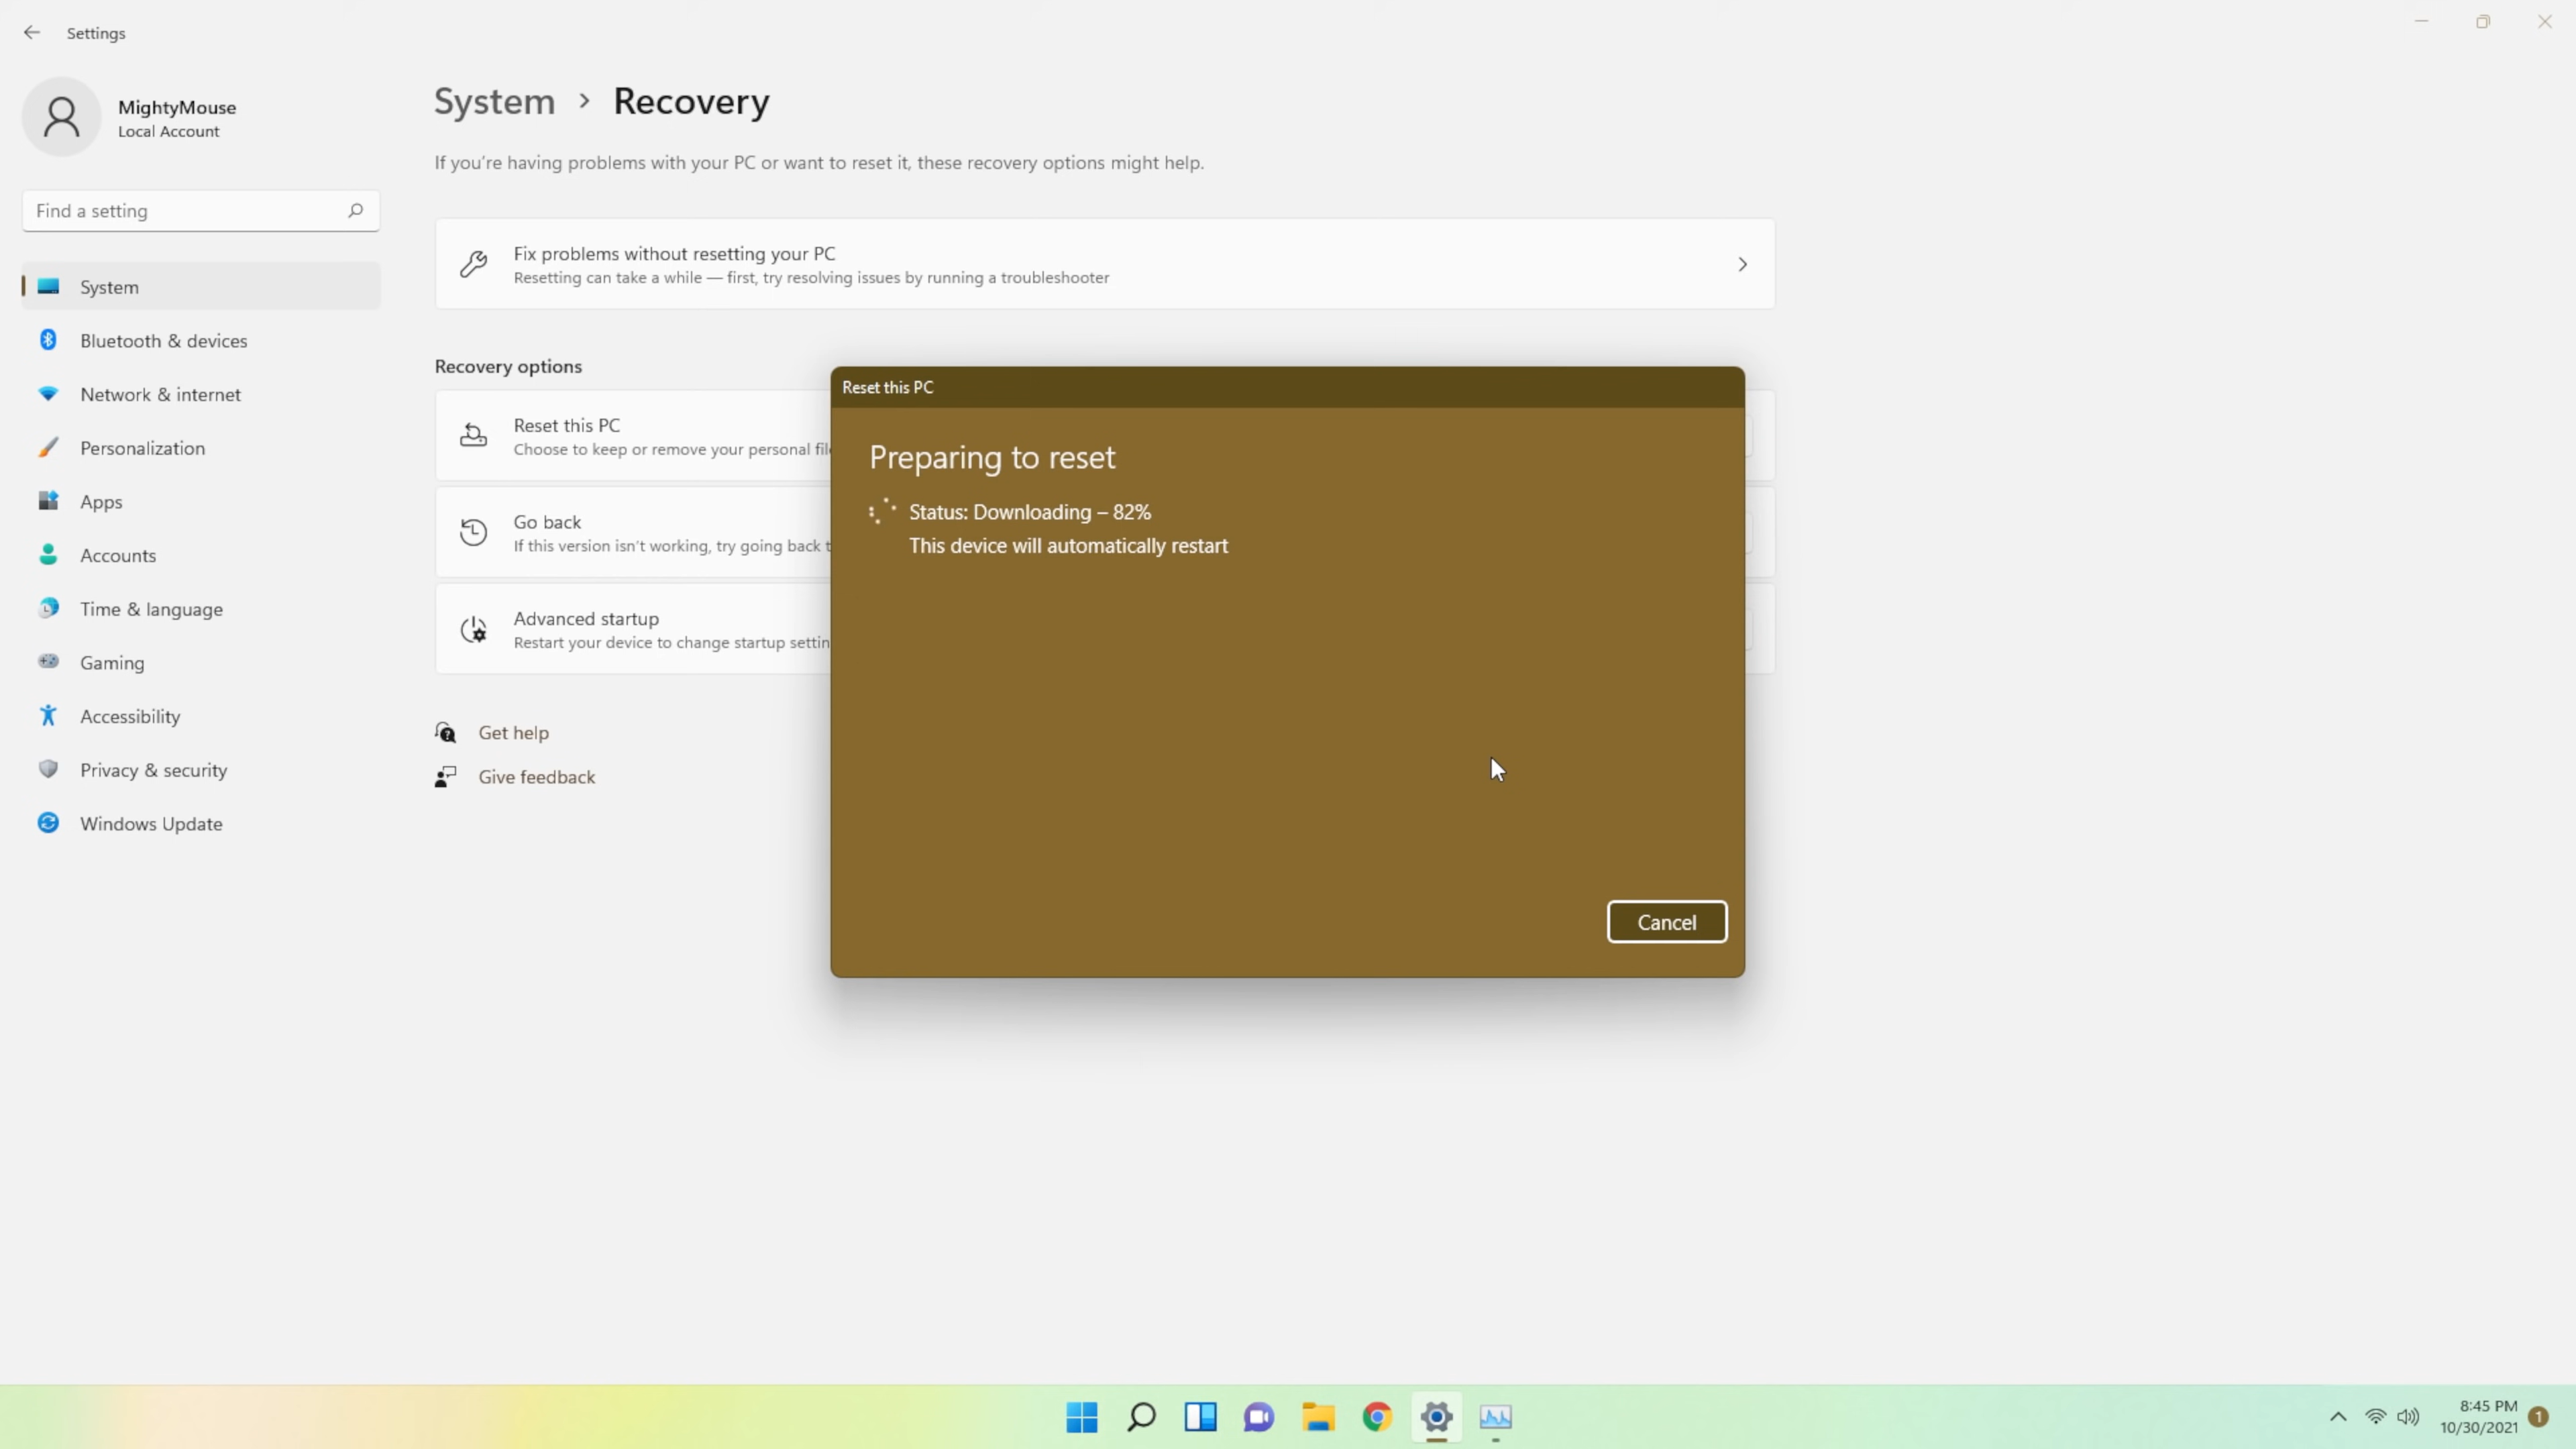 Settings
MightyMouse
Local Account
Find a setting
System
Bluetooth & devices
Network & internet
Personalization
Apps
Accounts
Time & language
Gaming
Accessibility
Privacy & security
Windows Update
System > Recovery
If you're having problems with your PC or want to reset it, these recovery options might help.
Fix problems without resetting your PC
Resetting can take a while — first, try resolving issues by running a troubleshooter
Recovery options
Reset this PC
Choose to keep or remove your personal
Go back
If this version isn't working, try going back
Advanced startup
Restart your device to change startup
Get help
Give feedback
Reset this PC
Preparing to reset
Status: Downloading – 82%
This device will automatically restart
Cancel
8:45 PM
10/30/2021
1